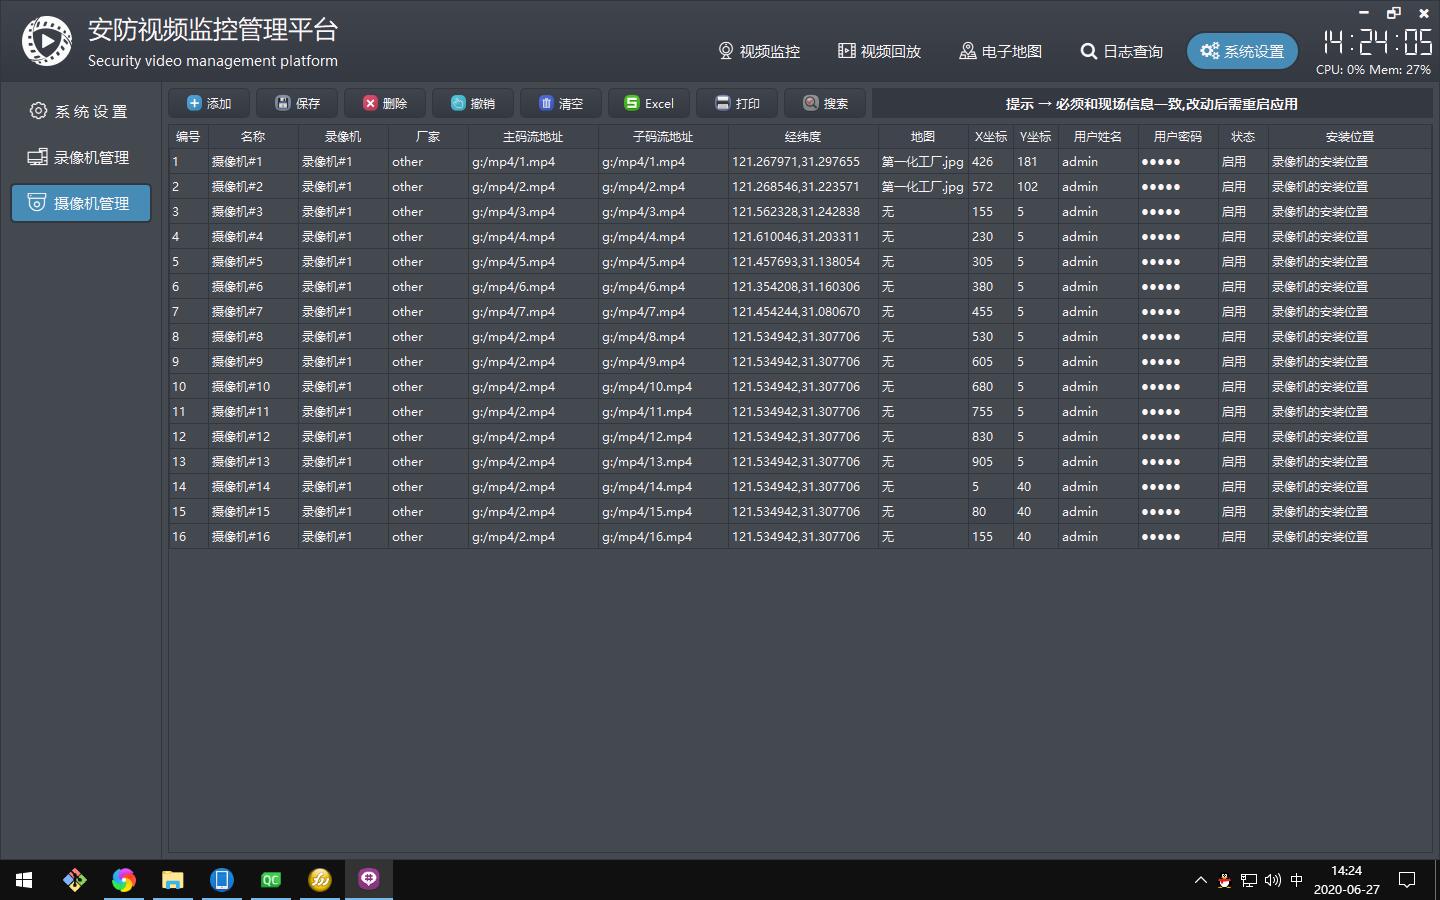 安防视频监控管理平台
Security video management platform
视频监控
视频回放
电子地图
日志查询
系统设置
14:24:05
CPU: 0% Mem: 27%
系 统 设 置
录像机管理
摄像机管理
添加 保存 删除 撤销 清空 Excel 打印 搜索
提示 → 必须和现场信息一致,改动后需重启应用
编号 名称 录像机 厂家 主码流地址 子码流地址 经纬度 地图 X坐标 Y坐标 用户姓名 用户密码 状态 安装位置
1 摄像机#1 录像机#1 other g:/mp4/1.mp4 g:/mp4/1.mp4 121.267971,31.297655 第一化工厂.jpg 426 181 admin ●●●●● 启用 录像机的安装位置
2 摄像机#2 录像机#1 other g:/mp4/2.mp4 g:/mp4/2.mp4 121.268546,31.223571 第一化工厂.jpg 572 102 admin ●●●●● 启用 录像机的安装位置
3 摄像机#3 录像机#1 other g:/mp4/3.mp4 g:/mp4/3.mp4 121.562328,31.242838 无 155 5 admin ●●●●● 启用 录像机的安装位置
4 摄像机#4 录像机#1 other g:/mp4/4.mp4 g:/mp4/4.mp4 121.610046,31.203311 无 230 5 admin ●●●●● 启用 录像机的安装位置
5 摄像机#5 录像机#1 other g:/mp4/5.mp4 g:/mp4/5.mp4 121.457693,31.138054 无 305 5 admin ●●●●● 启用 录像机的安装位置
6 摄像机#6 录像机#1 other g:/mp4/6.mp4 g:/mp4/6.mp4 121.354208,31.160306 无 380 5 admin ●●●●● 启用 录像机的安装位置
7 摄像机#7 录像机#1 other g:/mp4/7.mp4 g:/mp4/7.mp4 121.454244,31.080670 无 455 5 admin ●●●●● 启用 录像机的安装位置
8 摄像机#8 录像机#1 other g:/mp4/2.mp4 g:/mp4/8.mp4 121.534942,31.307706 无 530 5 admin ●●●●● 启用 录像机的安装位置
9 摄像机#9 录像机#1 other g:/mp4/2.mp4 g:/mp4/9.mp4 121.534942,31.307706 无 605 5 admin ●●●●● 启用 录像机的安装位置
10 摄像机#10 录像机#1 other g:/mp4/2.mp4 g:/mp4/10.mp4 121.534942,31.307706 无 680 5 admin ●●●●● 启用 录像机的安装位置
11 摄像机#11 录像机#1 other g:/mp4/2.mp4 g:/mp4/11.mp4 121.534942,31.307706 无 755 5 admin ●●●●● 启用 录像机的安装位置
12 摄像机#12 录像机#1 other g:/mp4/2.mp4 g:/mp4/12.mp4 121.534942,31.307706 无 830 5 admin ●●●●● 启用 录像机的安装位置
13 摄像机#13 录像机#1 other g:/mp4/2.mp4 g:/mp4/13.mp4 121.534942,31.307706 无 905 5 admin ●●●●● 启用 录像机的安装位置
14 摄像机#14 录像机#1 other g:/mp4/2.mp4 g:/mp4/14.mp4 121.534942,31.307706 无 5 40 admin ●●●●● 启用 录像机的安装位置
15 摄像机#15 录像机#1 other g:/mp4/2.mp4 g:/mp4/15.mp4 121.534942,31.307706 无 80 40 admin ●●●●● 启用 录像机的安装位置
16 摄像机#16 录像机#1 other g:/mp4/2.mp4 g:/mp4/16.mp4 121.534942,31.307706 无 155 40 admin ●●●●● 启用 录像机的安装位置
QC
中
14:24
2020-06-27